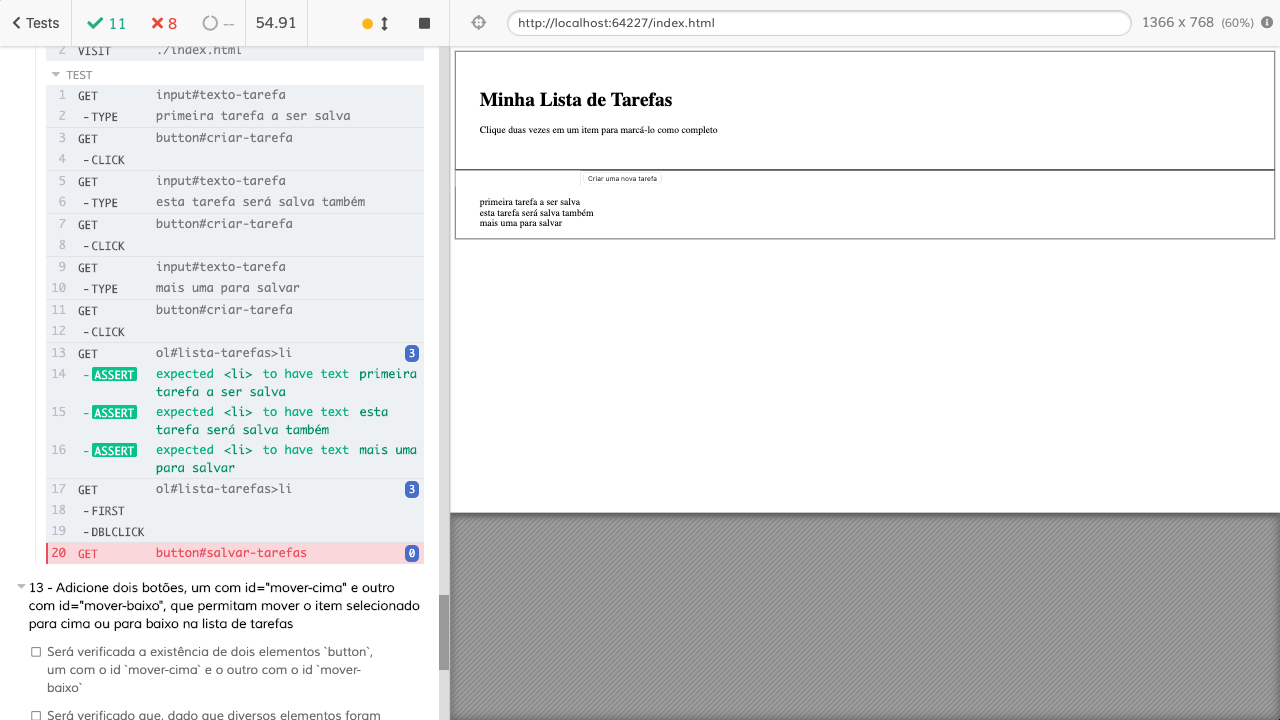 Tests 11 8 -- 54.91 http://localhost:64227/index.html 1366 x 768 (60%)
2 VISIT ./index.html
TEST
1 GET input#texto-tarefa
2 -TYPE primeira tarefa a ser salva
3 GET button#criar-tarefa
4 -CLICK
5 GET input#texto-tarefa
6 -TYPE esta tarefa será salva também
7 GET button#criar-tarefa
8 -CLICK
9 GET input#texto-tarefa
10 -TYPE mais uma para salvar
11 GET button#criar-tarefa
12 -CLICK
13 GET ol#lista-tarefas>li 3
14 -ASSERT expected <li> to have text primeira
tarefa a ser salva
15 -ASSERT expected <li> to have text esta
tarefa será salva também
16 -ASSERT expected <li> to have text mais uma
para salvar
17 GET ol#lista-tarefas>li 3
18 -FIRST
19 -DBLCLICK
20 GET button#salvar-tarefas 0
13 - Adicione dois botões, um com id="mover-cima" e outro
com id="mover-baixo", que permitam mover o item selecionado
para cima ou para baixo na lista de tarefas
Será verificada a existência de dois elementos `button`,
um com o id `mover-cima` e o outro com o id `mover-
baixo`
Será verificado que, dado que diversos elementos foram
Minha Lista de Tarefas
Clique duas vezes em um item para marcá-lo como completo
Criar uma nova tarefa
primeira tarefa a ser salva
esta tarefa será salva também
mais uma para salvar